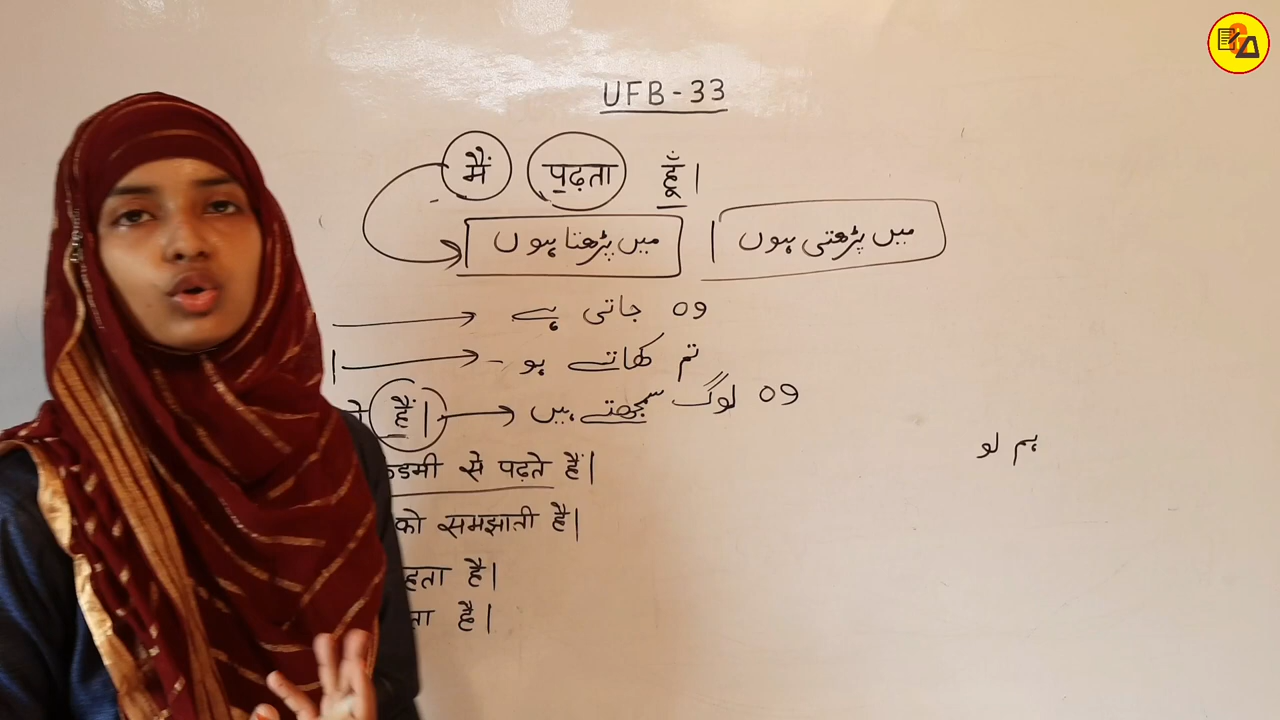 UFB-33
मैं पढ़ता हूँ।
میں پڑھتا ہوں | میں پڑھتی ہوں
وہ جاتی ہے
تم کھاتے ہو -
हैं। وہ لوگ سمجھتے ہیں
ہم لو
डमी से पढ़ते हैं।
को समझाती है।
हता है।
ता है।